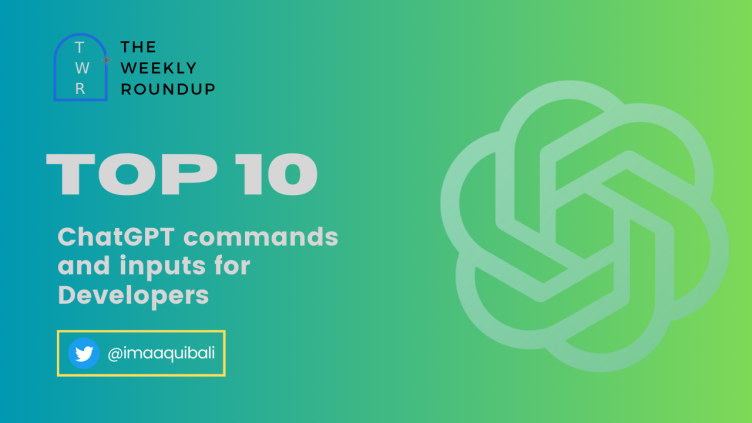 T
W
R
THE
WEEKLY
ROUNDUP
TOP 10
ChatGPT commands
and inputs for
Developers
@imaaquibali